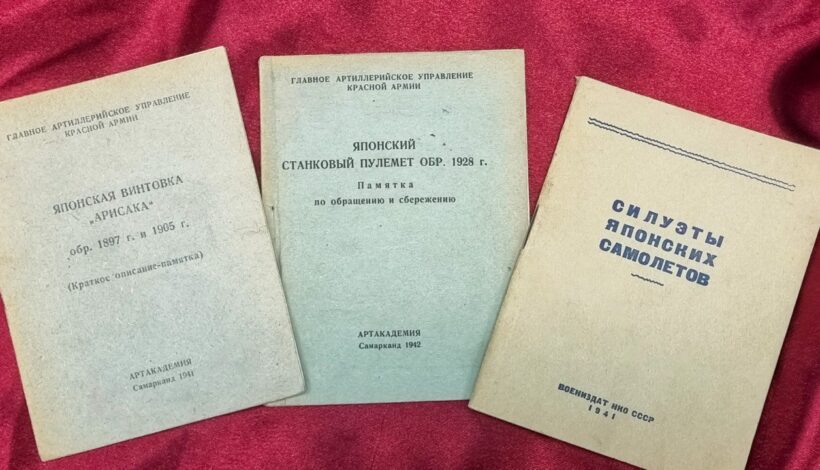 ГЛАВНОЕ АРТИЛЛЕРИЙСКОЕ УПРАВЛЕНИЕ
КРАСНОЙ АРМИИ
ЯПОНСКАЯ ВИНТОВКА
„АРИСАКА"
обр. 1897 г. и 1905 г.
(Краткое описание-памятка)
АРТАКАДЕМИЯ
Самарканд 1941
ГЛАВНОЕ АРТИЛЛЕРИЙСКОЕ УПРАВЛЕНИЕ
КРАСНОЙ АРМИИ
ЯПОНСКИЙ
СТАНКОВЫЙ ПУЛЕМЕТ ОБР. 1928 г.
Памятка
по обращению и сбережению
АРТАКАДЕМИЯ
Самарканд 1942
СИЛУЭТЫ
ЯПОНСКИХ
САМОЛЕТОВ
ВОЕНИЗДАТ НКО СССР
1941